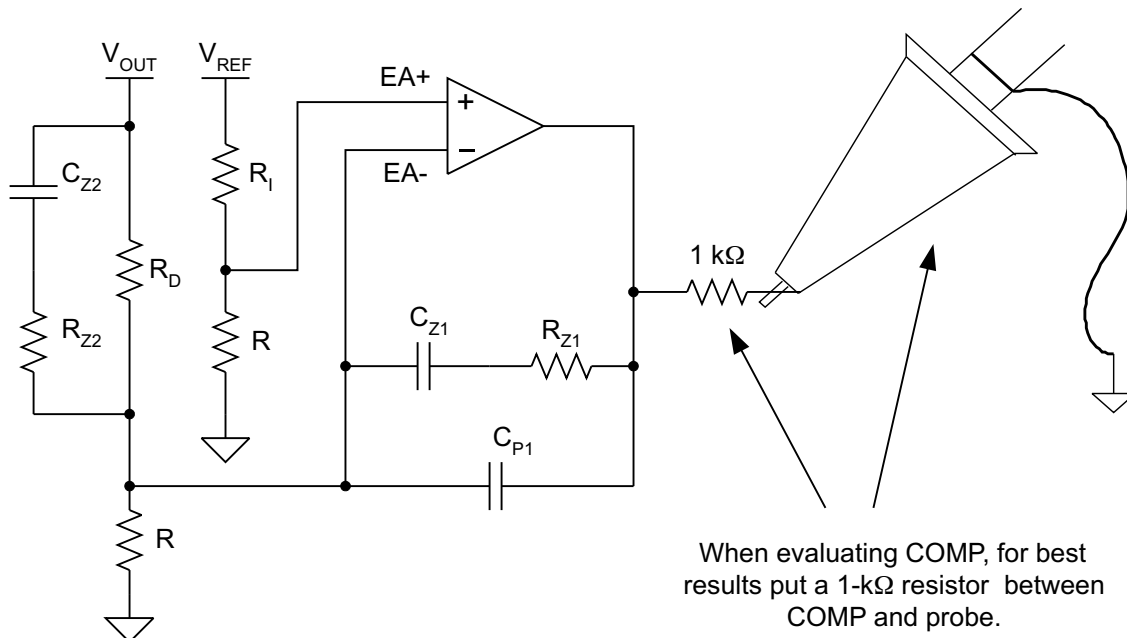 V_OUT
V_REF
EA+
EA-
C_Z2
R_I
R_D
1 kΩ
C_Z1
R_Z1
R_Z2
R
C_P1
R
When evaluating COMP, for best
results put a 1-kΩ resistor between
COMP and probe.